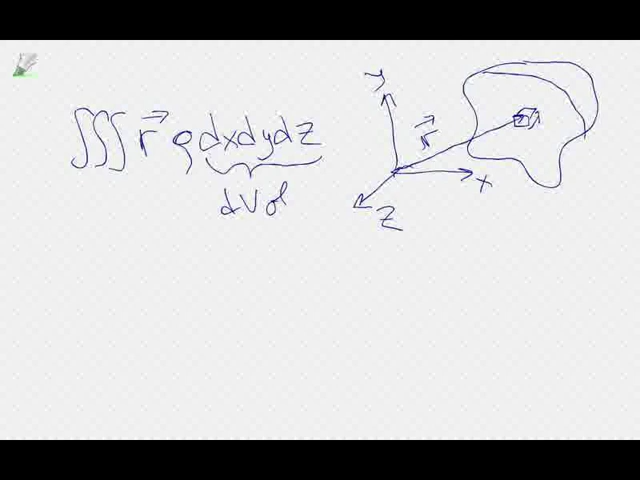 ∭ r⃗ ρ dxdydz
dVol
y
r⃗
x
z